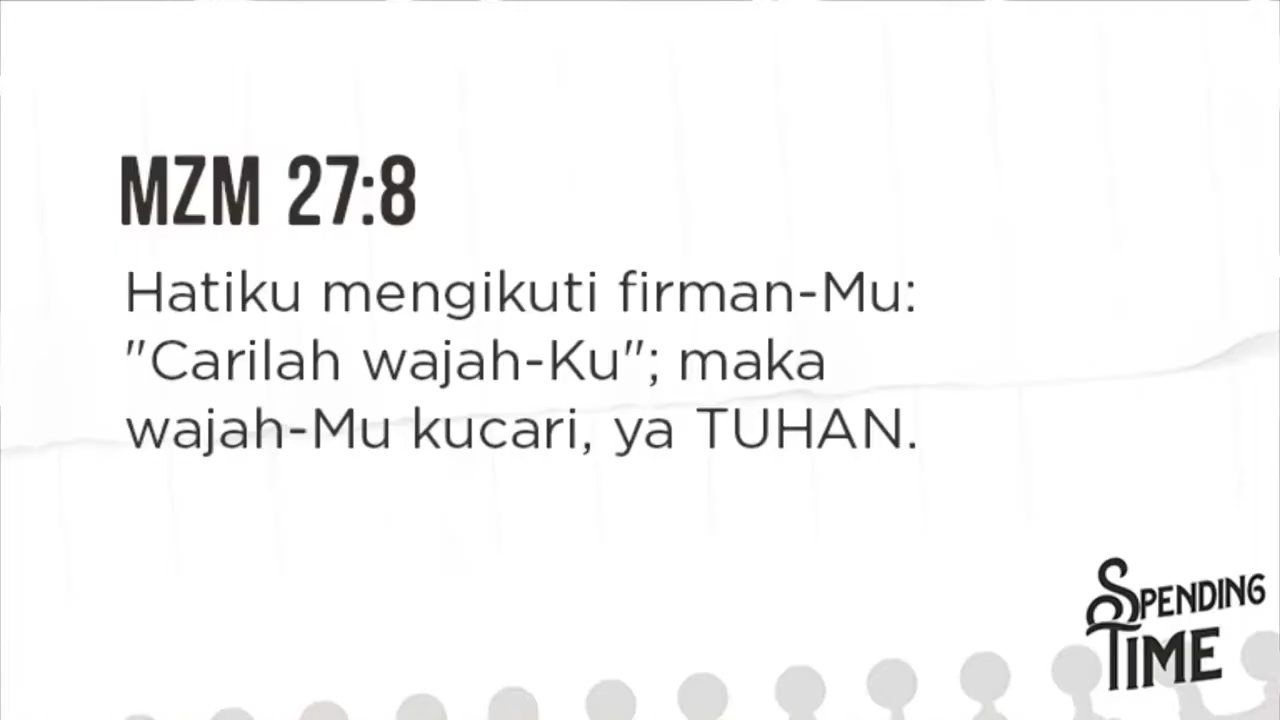 MZM 27:8
Hatiku mengikuti firman-Mu:
"Carilah wajah-Ku"; maka
wajah-Mu kucari, ya TUHAN.
SPENDING
TIME